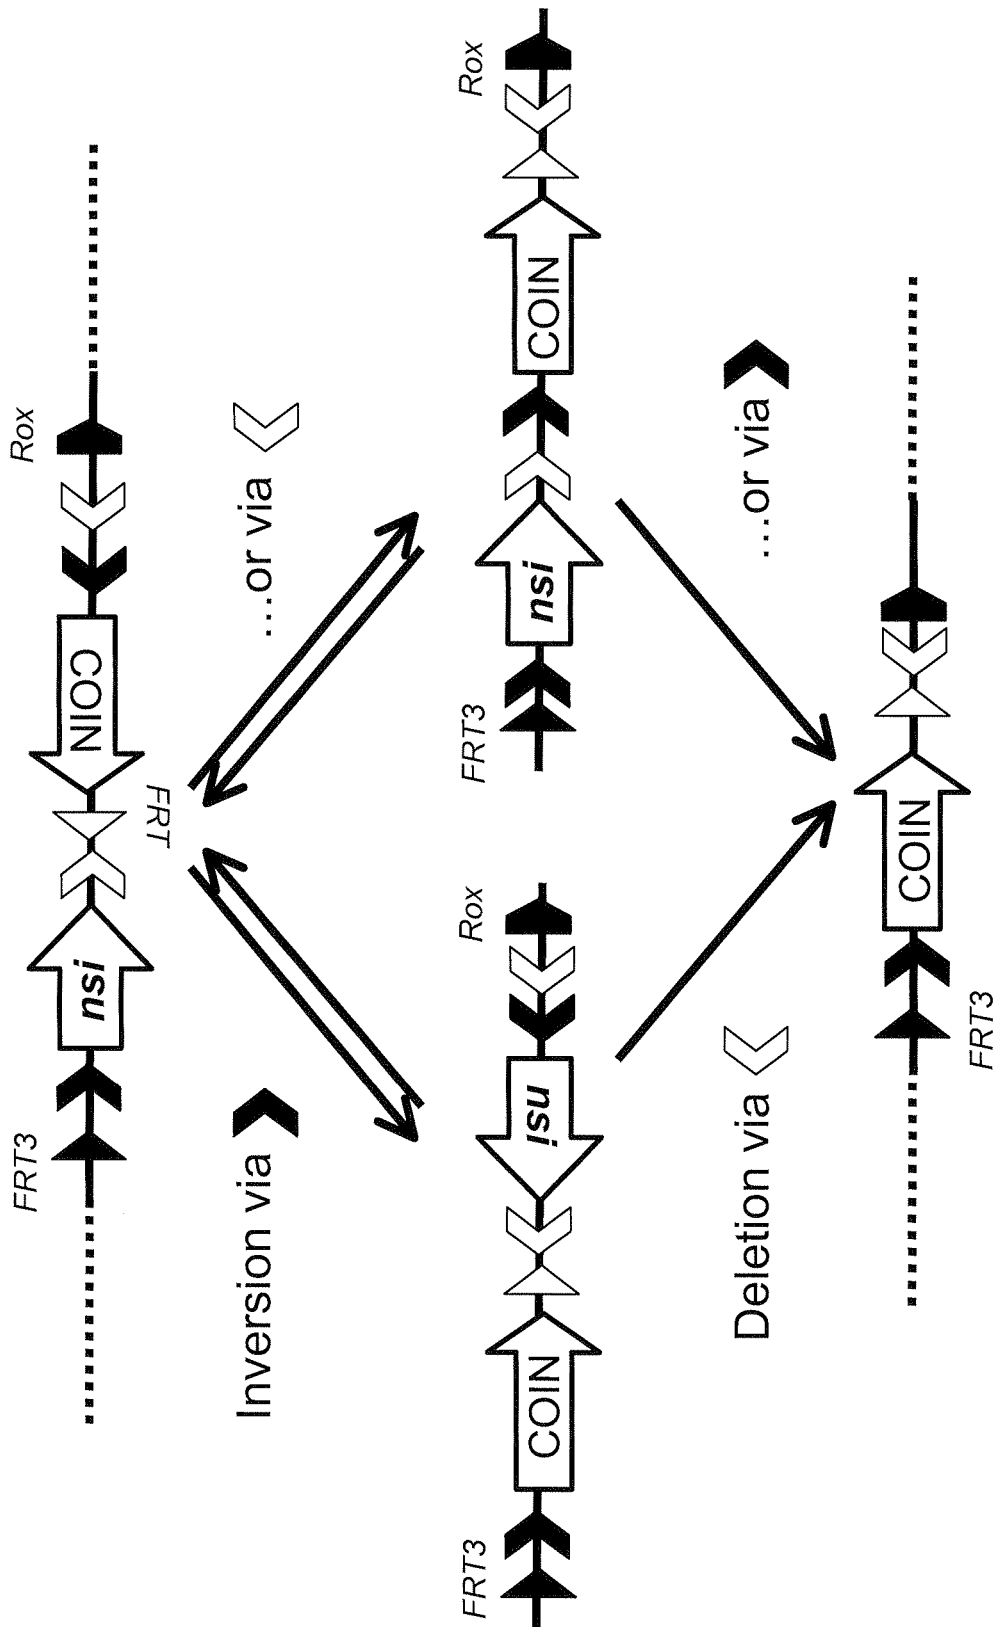 FRT3
Rox
nsi
COIN
FRT
Inversion via
...or via
FRT3
Rox
FRT3
Rox
COIN
nsi
nsi
COIN
Deletion via
...or via
COIN
FRT3